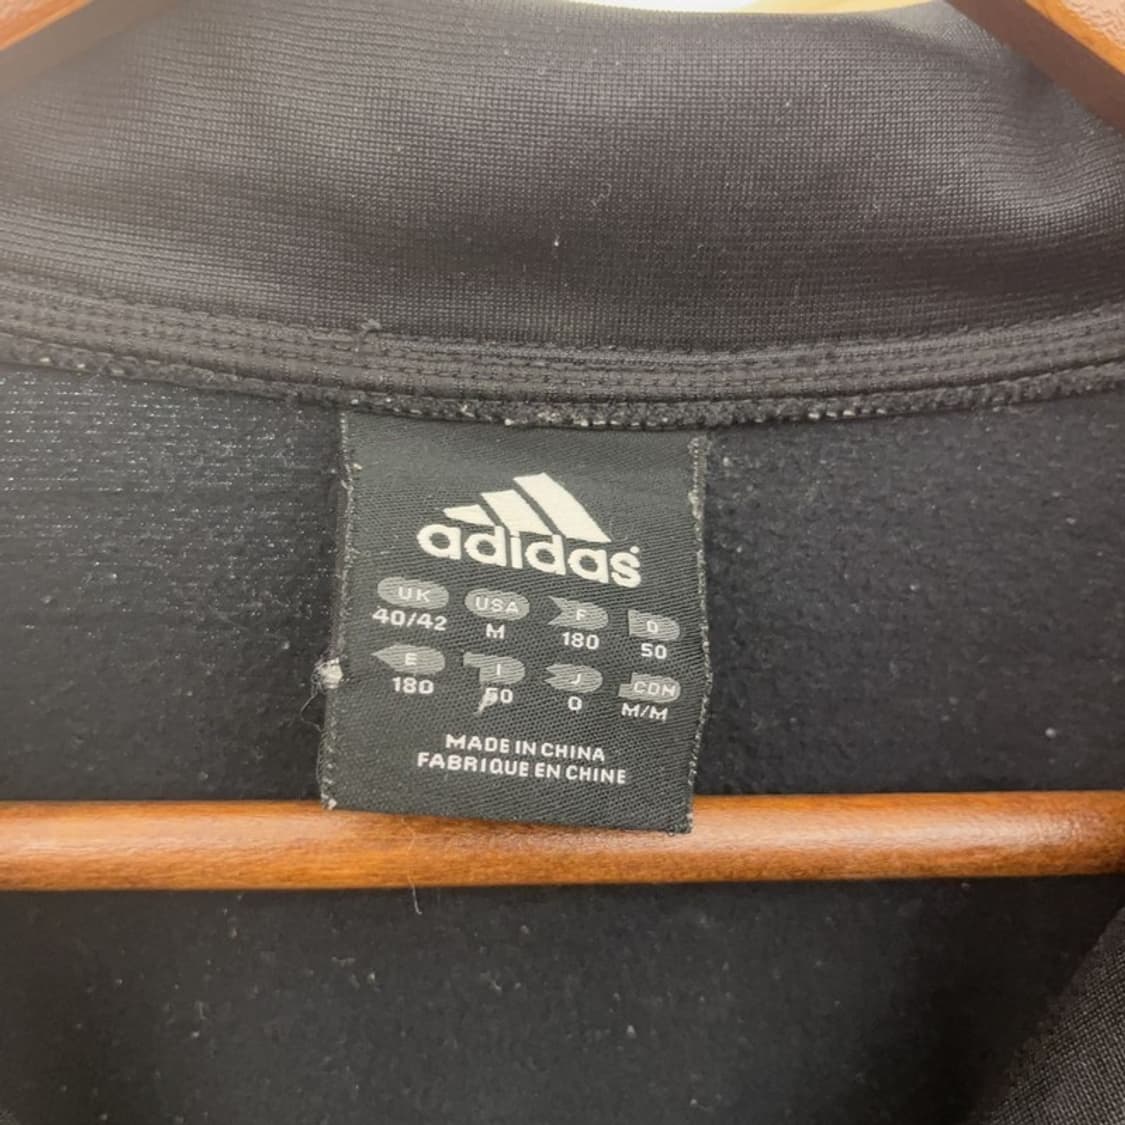 adidas
UK USA F D
40/42 M 180 50
E I J CDN
180 50 O M/M
MADE IN CHINA
FABRIQUE EN CHINE